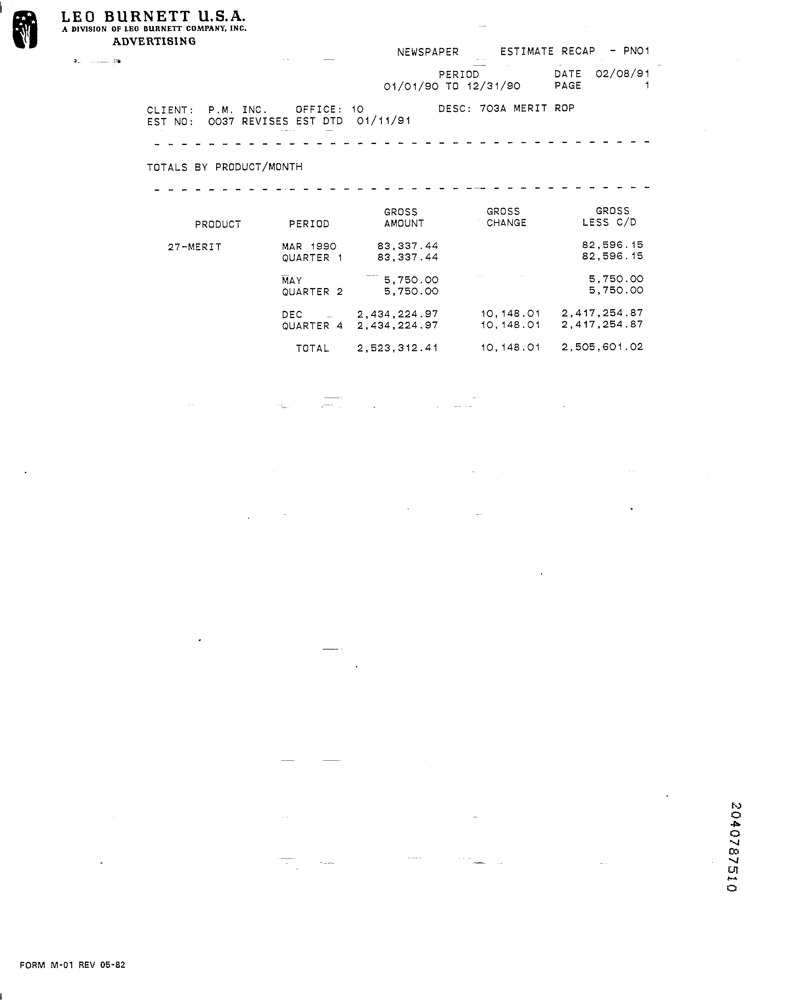 LEO BURNETT U.S.A.
A DIVISION OF LEO BURNETT COMPANY, INC.
ADVERTISING
NEWSPAPER ESTIMATE RECAP - PN01
PERIOD DATE 02/08/91
01/01/90 TO 12/31/90 PAGE 1
CLIENT: P.M. INC. OFFICE: 10 DESC: 703A MERIT ROP
EST NO: 0037 REVISES EST DTD 01/11/91
TOTALS BY PRODUCT/MONTH
GROSS GROSS GROSS
PRODUCT PERIOD AMOUNT CHANGE LESS C/D
27-MERIT MAR 1990 83,337.44 82,596.15
QUARTER 1 83,337.44 82,596.15
MAY 5,750.00 5,750.00
QUARTER 2 5,750.00 5,750.00
DEC 2,434,224.97 10,148.01 2,417,254.87
QUARTER 4 2,434,224.97 10,148.01 2,417,254.87
TOTAL 2,523,312.41 10,148.01 2,505,601.02
2040787510
FORM M-01 REV 05-82